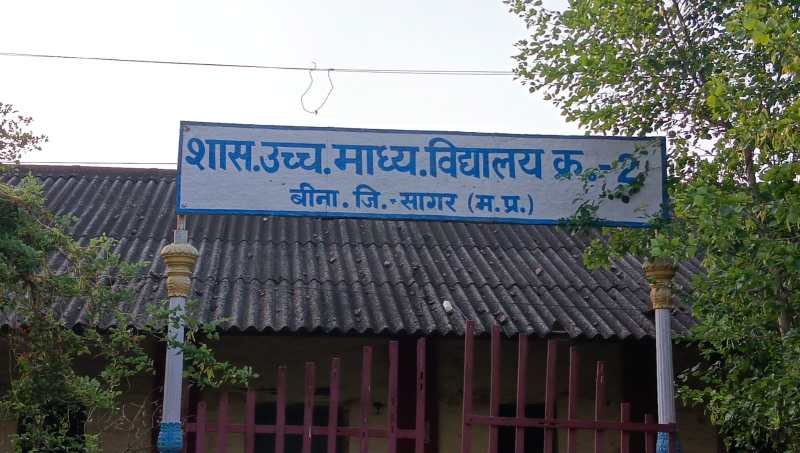 शास. उच्च. माध्य. विद्यालय क्र.-2
बीना. जि.- सागर (म.प्र.)